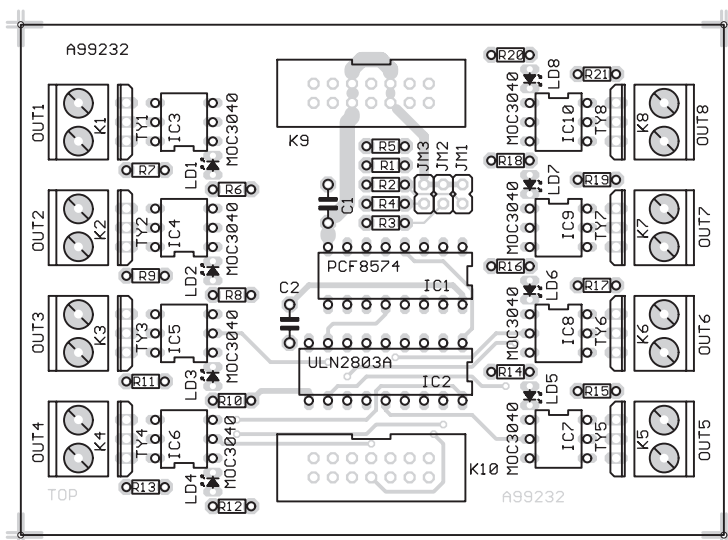 A99232
R20
LD8
R21
OUT1
K1
TY1
IC3
MOC3040
LD1
R7
R6
K9
R5
R1
R2
R4
R3
JM3
JM2
JM1
C1
MOC3040
IC10
TY8
K8
OUT8
R18
LD7
R19
OUT2
K2
TY2
IC4
MOC3040
LD2
R9
R8
PCF8574
IC1
C2
MOC3040
IC9
TY7
K7
OUT7
R16
LD6
R17
OUT3
K3
TY3
IC5
MOC3040
LD3
R11
R10
ULN2803A
IC2
MOC3040
IC8
TY6
K6
OUT6
R14
LD5
R15
OUT4
K4
TY4
IC6
MOC3040
LD4
R13
R12
K10
MOC3040
IC7
TY5
K5
OUT5
TOP
A99232